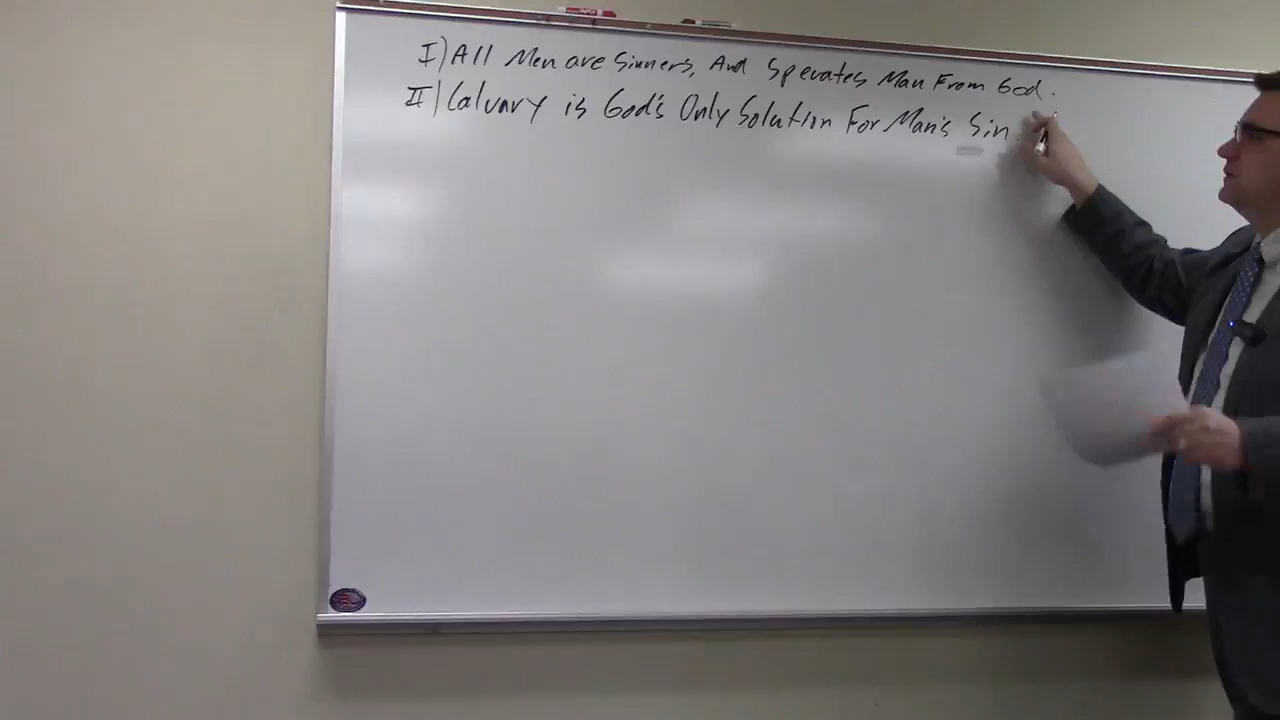 I) All Men are Sinners, And Sperates Man From God.
II) Calvary is God's Only Solution For Man's Sin.